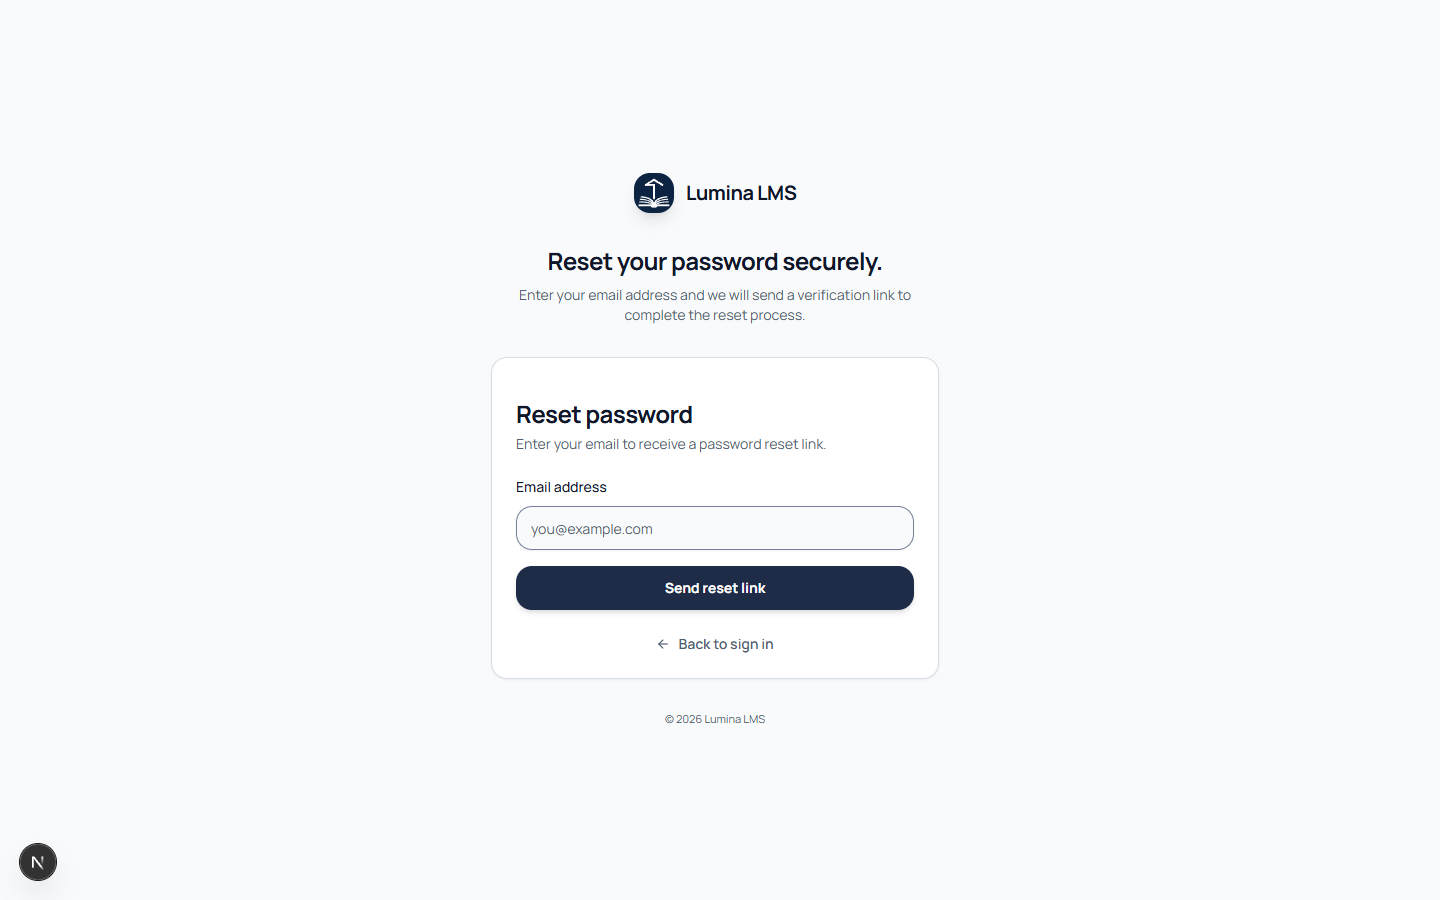 Lumina LMS
Reset your password securely.
Enter your email address and we will send a verification link to
complete the reset process.
Reset password
Enter your email to receive a password reset link.
Email address
you@example.com
Send reset link
← Back to sign in
© 2026 Lumina LMS
N